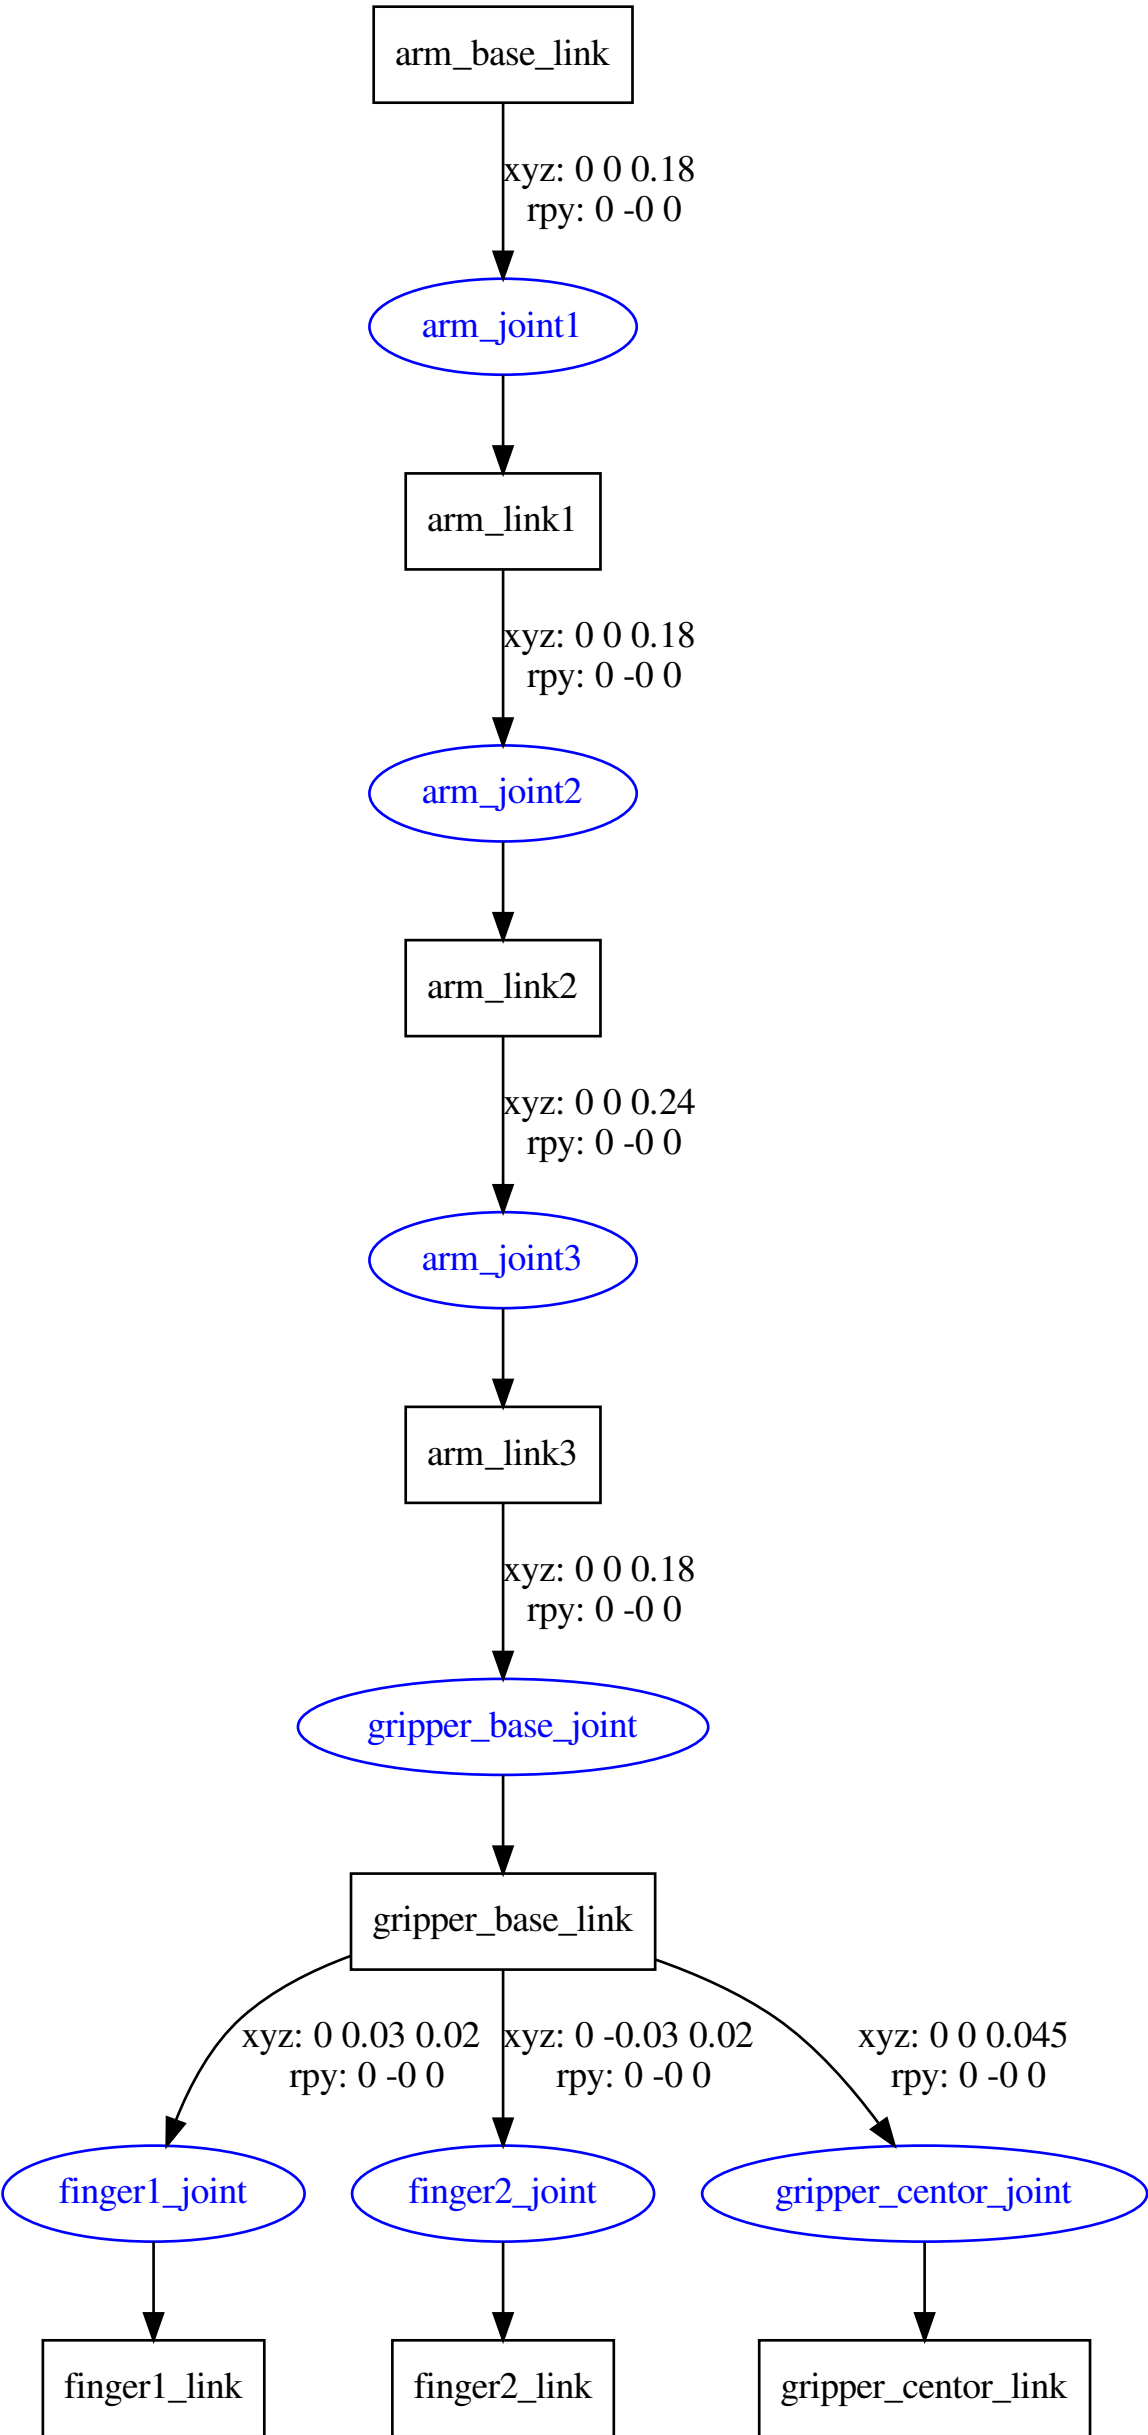 arm_base_link
xyz: 0 0 0.18
rpy: 0 -0 0
arm_joint1
arm_link1
xyz: 0 0 0.18
rpy: 0 -0 0
arm_joint2
arm_link2
xyz: 0 0 0.24
rpy: 0 -0 0
arm_joint3
arm_link3
xyz: 0 0 0.18
rpy: 0 -0 0
gripper_base_joint
gripper_base_link
xyz: 0 0.03 0.02
rpy: 0 -0 0
xyz: 0 -0.03 0.02
rpy: 0 -0 0
xyz: 0 0 0.045
rpy: 0 -0 0
finger1_joint
finger2_joint
gripper_centor_joint
finger1_link
finger2_link
gripper_centor_link